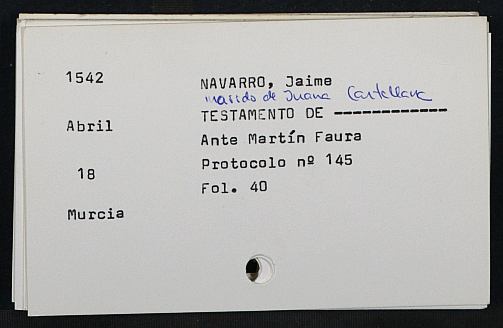 1542
NAVARRO, Jaime
marido de Juana Castellana
TESTAMENTO DE -------------
Abril
Ante Martín Faura
18
Protocolo nº 145
Fol. 40
Murcia